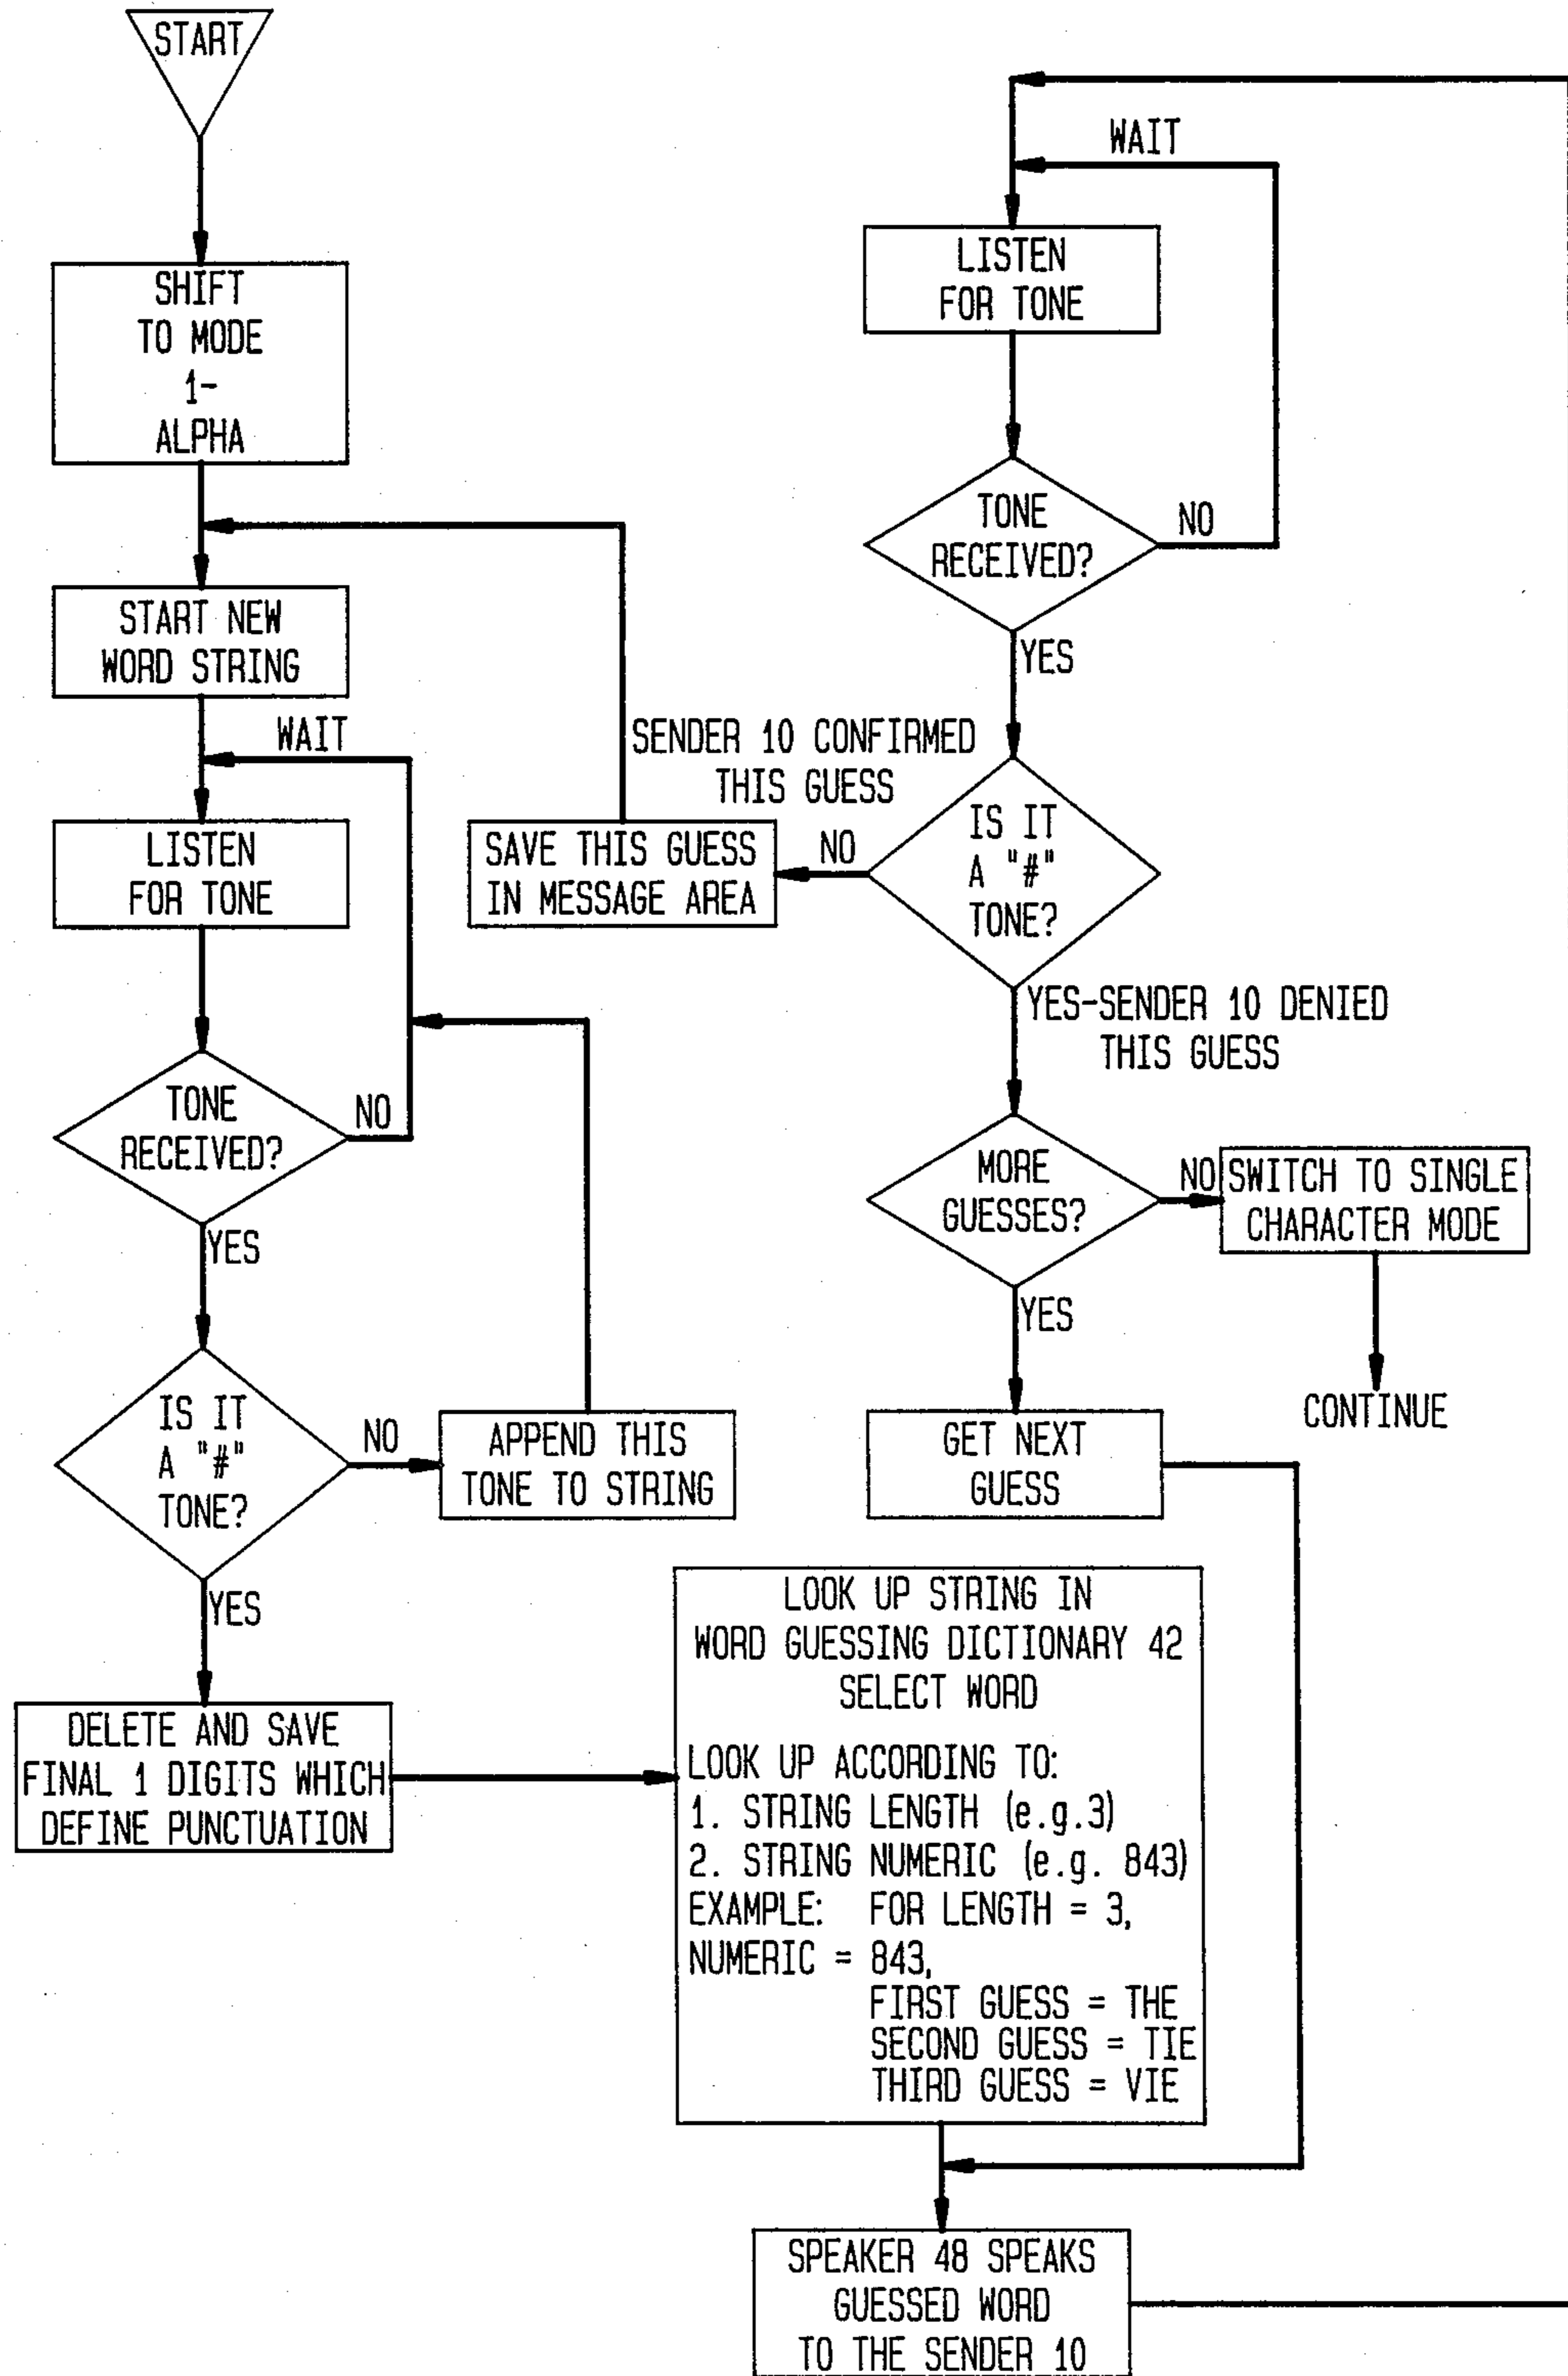 START
SHIFT
TO MODE
1-
ALPHA
START NEW
WORD STRING
WAIT
LISTEN
FOR TONE
TONE
RECEIVED?
NO
YES
IS IT
A "#"
TONE?
NO
APPEND THIS
TONE TO STRING
YES
DELETE AND SAVE
FINAL 1 DIGITS WHICH
DEFINE PUNCTUATION
LOOK UP STRING IN
WORD GUESSING DICTIONARY 42
SELECT WORD
LOOK UP ACCORDING TO:
1. STRING LENGTH (e.g.3)
2. STRING NUMERIC (e.g. 843)
EXAMPLE: FOR LENGTH = 3,
NUMERIC = 843,
FIRST GUESS = THE
SECOND GUESS = TIE
THIRD GUESS = VIE
SPEAKER 48 SPEAKS
GUESSED WORD
TO THE SENDER 10
WAIT
LISTEN
FOR TONE
TONE
RECEIVED?
NO
YES
IS IT
A "#"
TONE?
NO
SENDER 10 CONFIRMED
THIS GUESS
SAVE THIS GUESS
IN MESSAGE AREA
YES-SENDER 10 DENIED
THIS GUESS
MORE
GUESSES?
NO
SWITCH TO SINGLE
CHARACTER MODE
CONTINUE
YES
GET NEXT
GUESS